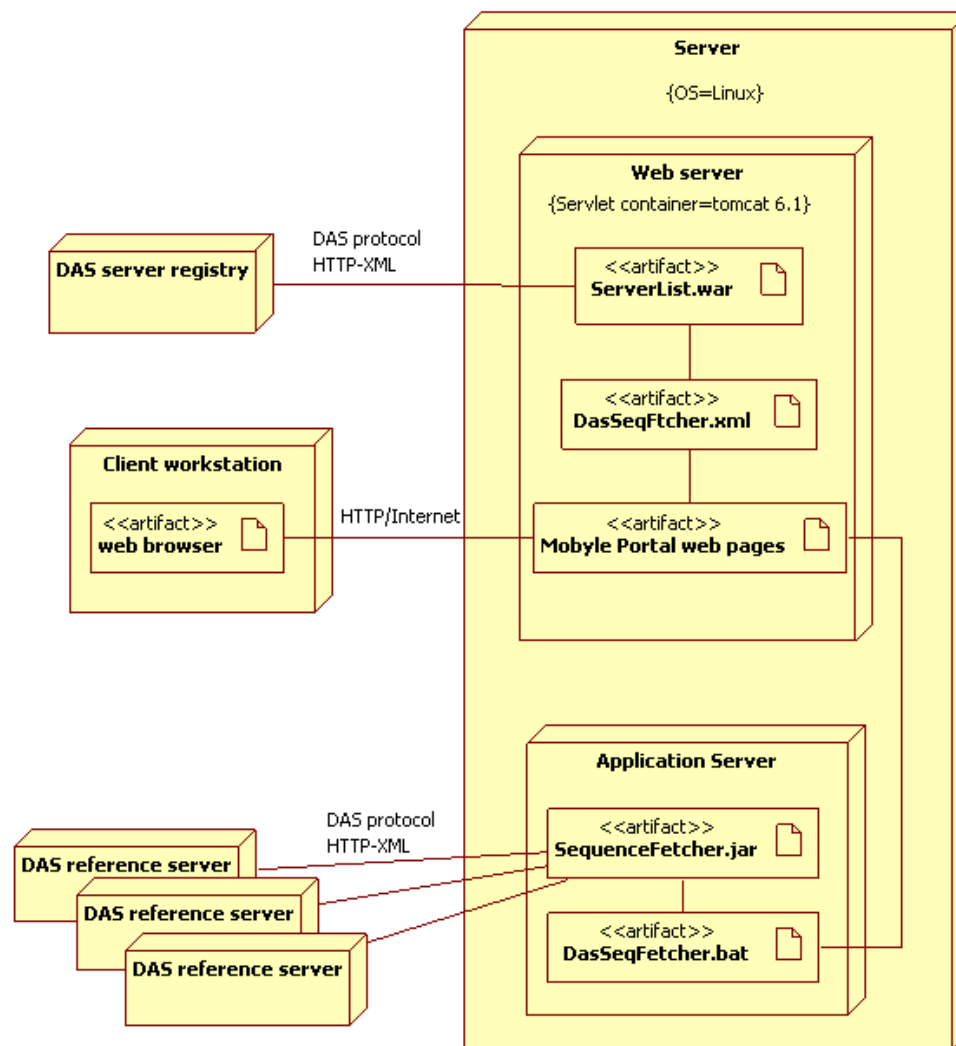 Server
{OS=Linux}
Web server
{Servlet container=tomcat 6.1}
DAS protocol
HTTP-XML
DAS server registry
<<artifact>>
ServerList.war
<<artifact>>
DasSeqFtcher.xml
Client workstation
<<artifact>>
web browser
HTTP/Internet
<<artifact>>
Mobyle Portal web pages
Application Server
DAS protocol
HTTP-XML
<<artifact>>
SequenceFetcher.jar
DAS reference server
DAS reference server
DAS reference server
<<artifact>>
DasSeqFetcher.bat